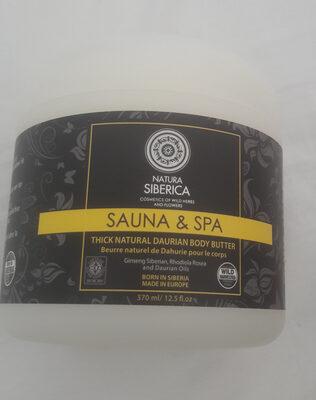 NATURA
SIBERICA
COSMETICS OF WILD HERBS
AND FLOWERS
SAUNA & SPA
THICK NATURAL DAURIAN BODY BUTTER
Beurre naturel de Dahurie pour le corps
Ginseng Siberian, Rhodiola Rosea
and Daurian Oils
BORN IN SIBERIA
MADE IN EUROPE
WILD
370 ml/ 12.5 fl.oz